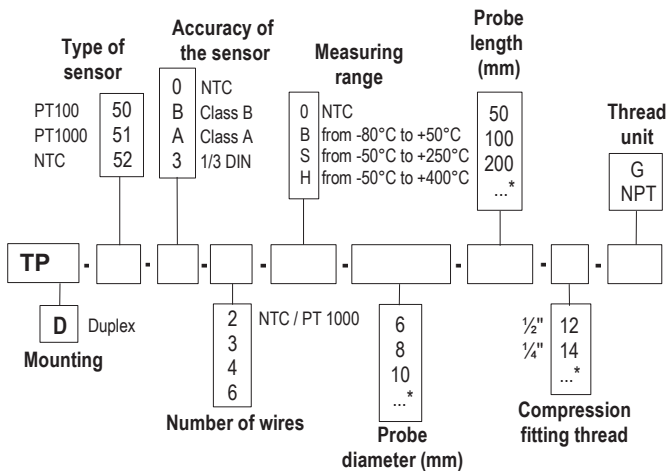 Type of
sensor
PT100 50
PT1000 51
NTC 52
Accuracy of
the sensor
0 NTC
B Class B
A Class A
3 1/3 DIN
Measuring
range
0 NTC
B from -80°C to +50°C
S from -50°C to +250°C
H from -50°C to +400°C
Probe
length
(mm)
50
100
200
...*
Thread
unit
G
NPT
TP - - - - - - -
D Duplex
Mounting
2 NTC / PT 1000
3
4
6
Number of wires
6
8
10
...*
Probe
diameter (mm)
½" 12
¼" 14
...*
Compression
fitting thread